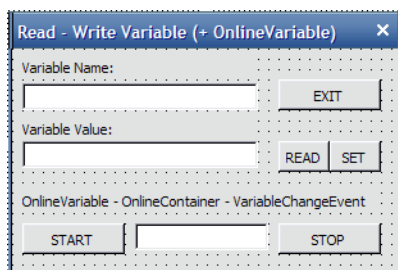 Read - Write Variable (+ OnlineVariable)
Variable Name:
EXIT
Variable Value:
READ SET
OnlineVariable - OnlineContainer - VariableChangeEvent
START STOP